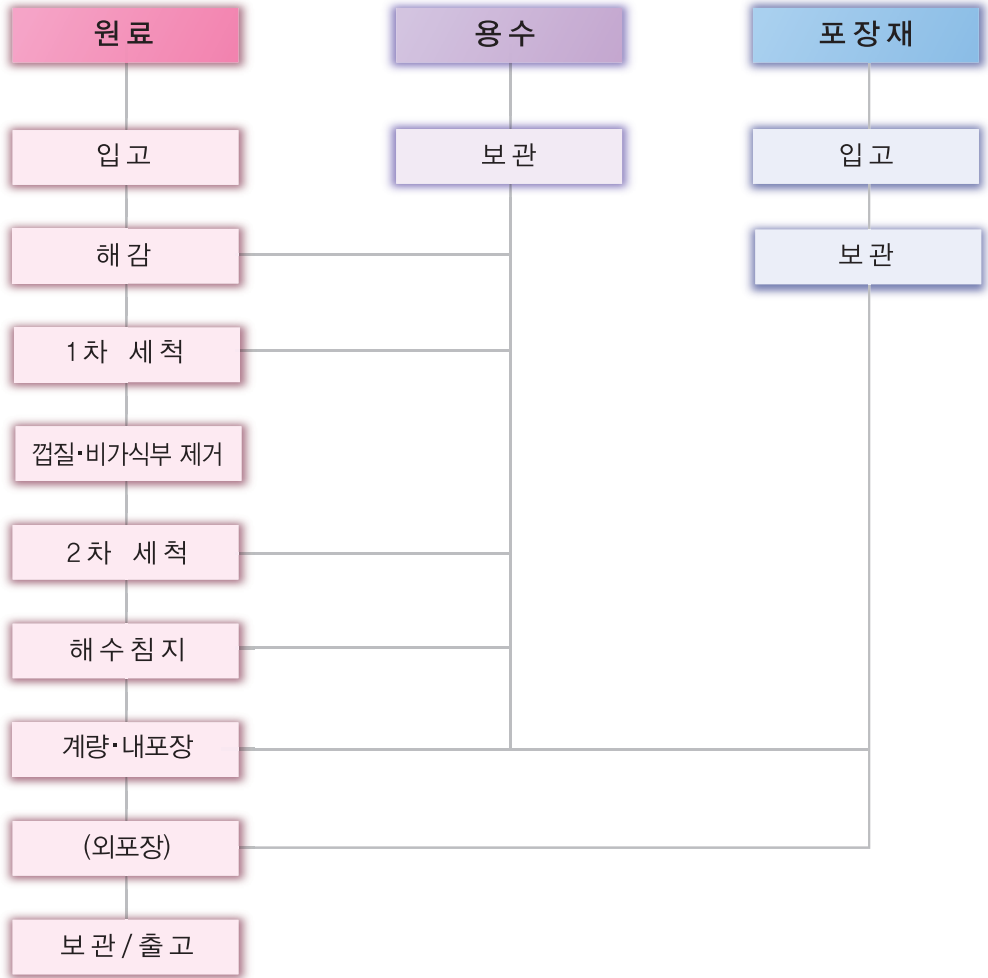 원료
용수
포장재
입고
보관
입고
해감
보관
1차 세척
껍질·비가식부 제거
2차 세척
해수침지
계량·내포장
(외포장)
보관/출고